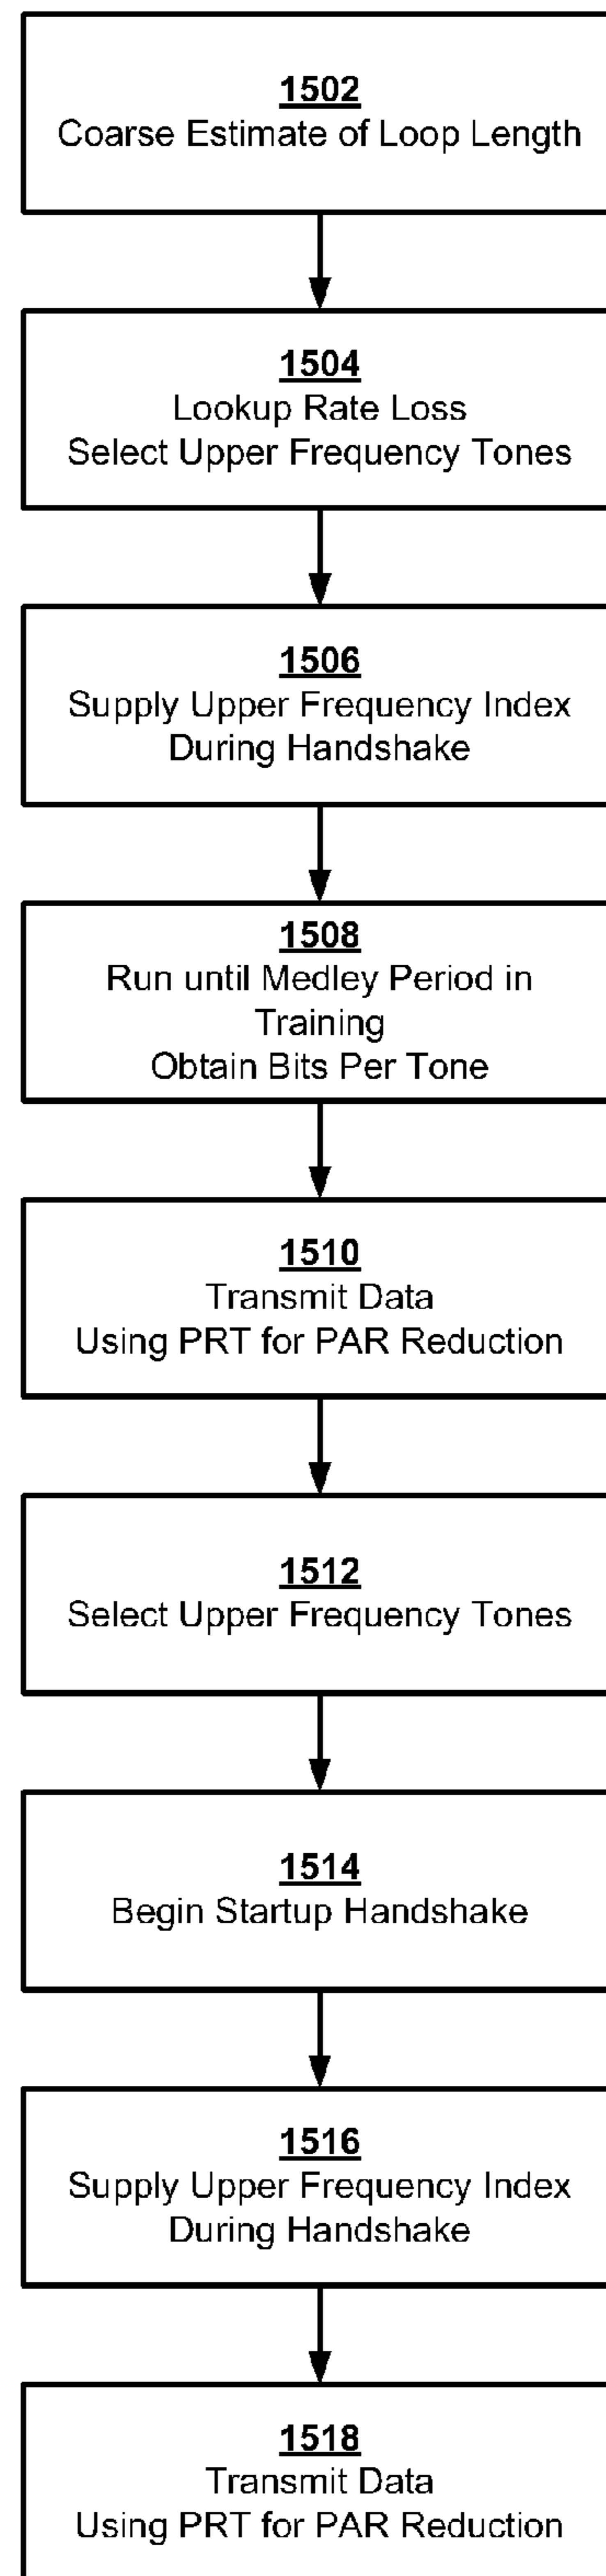 1502
Coarse Estimate of Loop Length
1504
Lookup Rate Loss
Select Upper Frequency Tones
1506
Supply Upper Frequency Index
During Handshake
1508
Run until Medley Period in
Training
Obtain Bits Per Tone
1510
Transmit Data
Using PRT for PAR Reduction
1512
Select Upper Frequency Tones
1514
Begin Startup Handshake
1516
Supply Upper Frequency Index
During Handshake
1518
Transmit Data
Using PRT for PAR Reduction